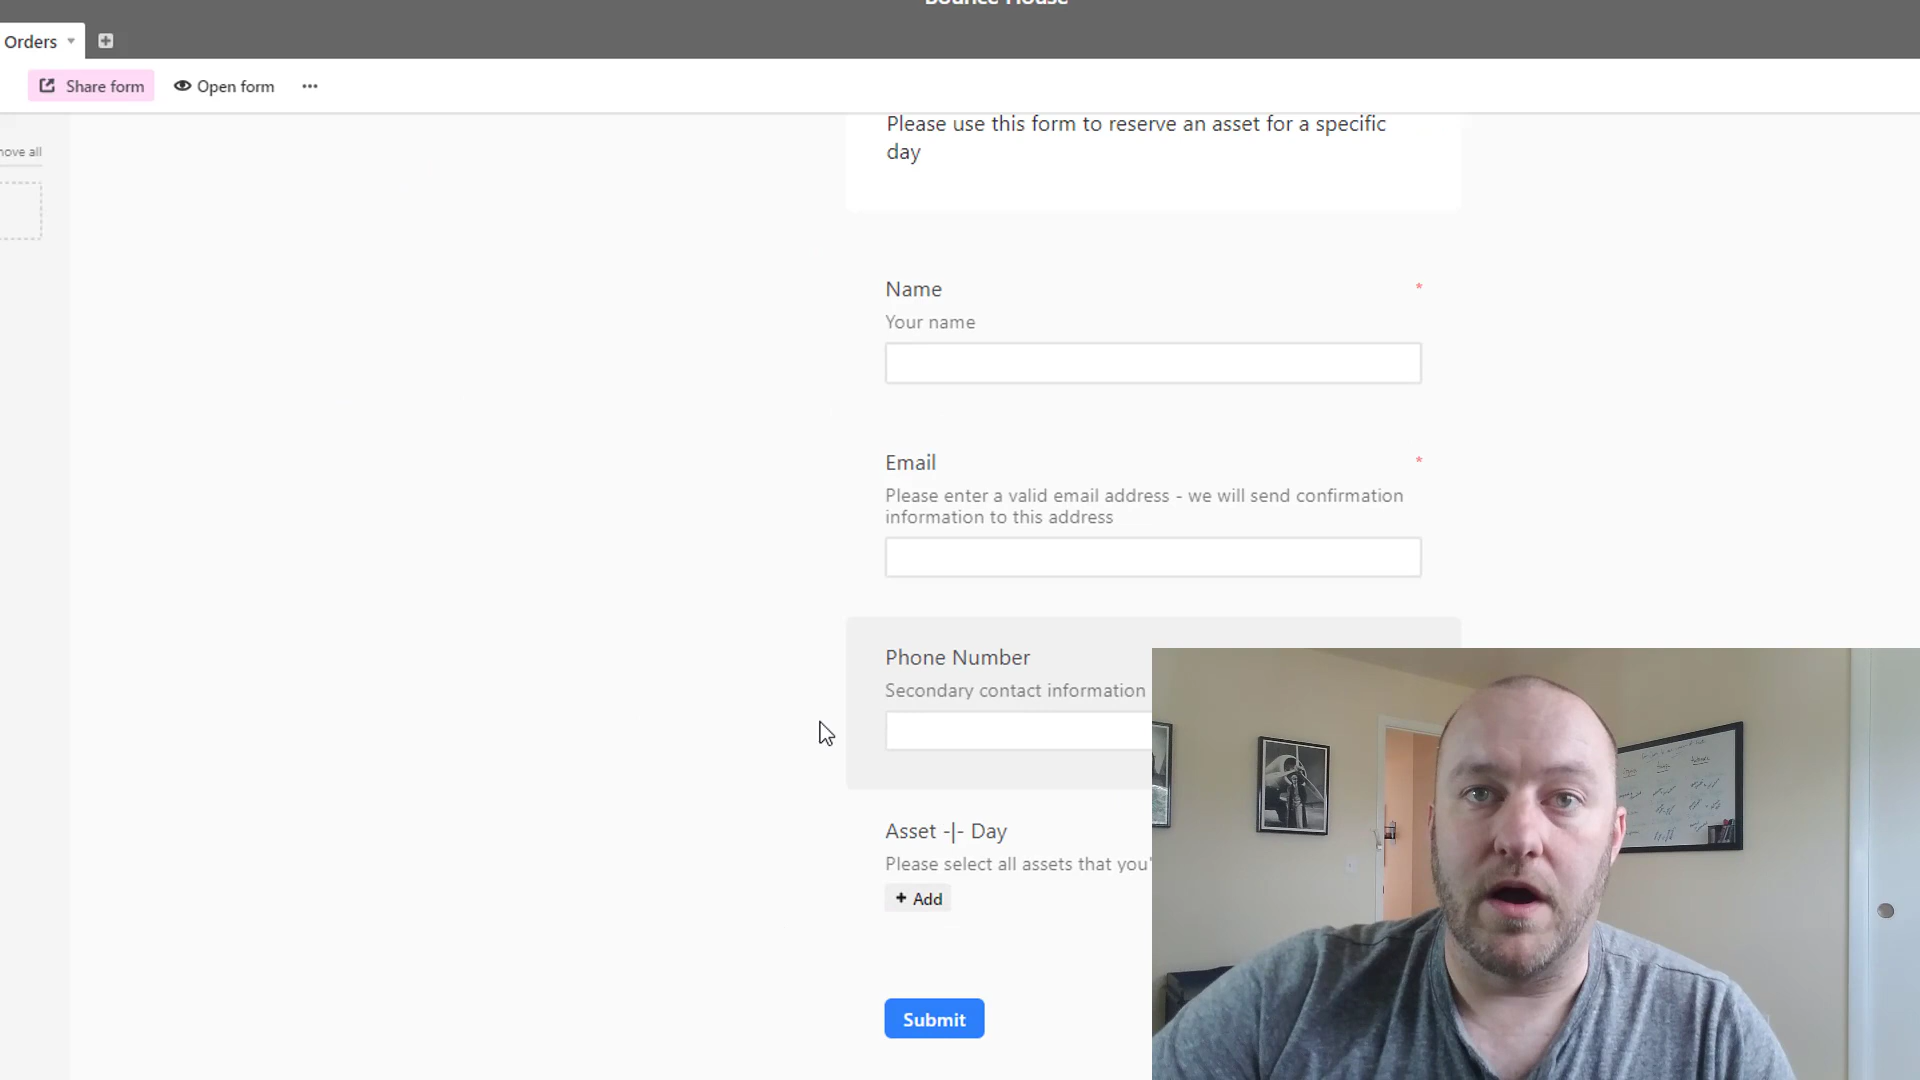 Bounce House
Orders
Share form
Open form
move all
Please use this form to reserve an asset for a specific
day
Name *
Your name
Email *
Please enter a valid email address - we will send confirmation
information to this address
Phone Number
Secondary contact information
Asset -|- Day
Please select all assets that you'
+ Add
Submit